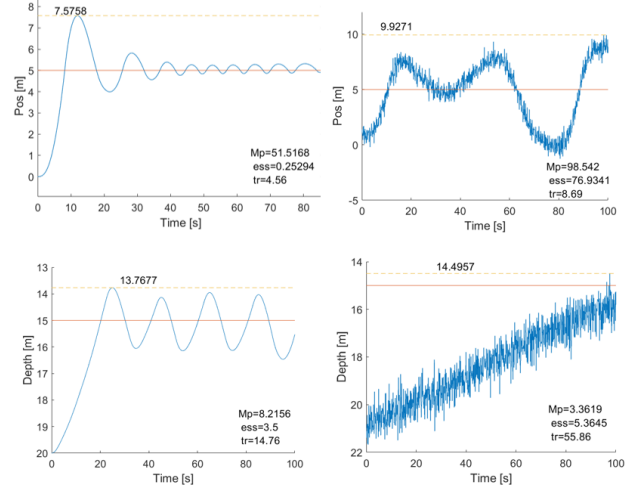 8
7
6
5
4
3
2
1
0
Pos [m]
7.5758
Mp=51.5168
ess=0.25294
tr=4.56
0 10 20 30 40 50 60 70 80
Time [s]
10
5
0
-5
Pos [m]
9.9271
Mp=98.542
ess=76.9341
tr=8.69
0 20 40 60 80 100
Time [s]
13
14
15
16
17
18
19
20
Depth [m]
13.7677
Mp=8.2156
ess=3.5
tr=14.76
0 20 40 60 80 100
Time [s]
14
16
18
20
22
Depth [m]
14.4957
Mp=3.3619
ess=5.3645
tr=55.86
0 20 40 60 80 100
Time [s]